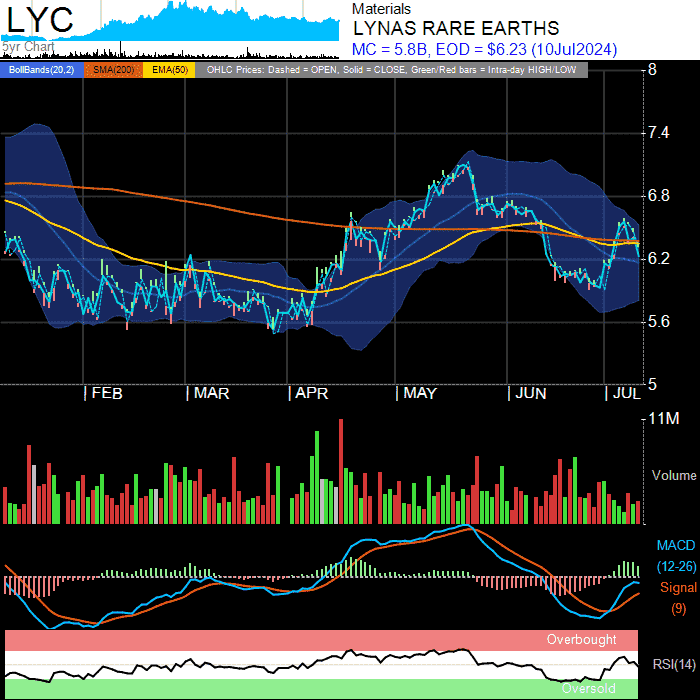 LYC
5yr Chart
Materials
LYNAS RARE EARTHS
MC = 5.8B, EOD = $6.23 (10Jul2024)
BollBands(20,2) SMA(200) EMA(50) OHLC Prices: Dashed = OPEN, Solid = CLOSE, Green/Red bars = Intra-day HIGH/LOW
8
7.4
6.8
6.2
5.6
5
| FEB | MAR | APR | MAY | JUN | JUL
11M
Volume
MACD
(12-26)
Signal
(9)
Overbought
RSI(14)
Oversold